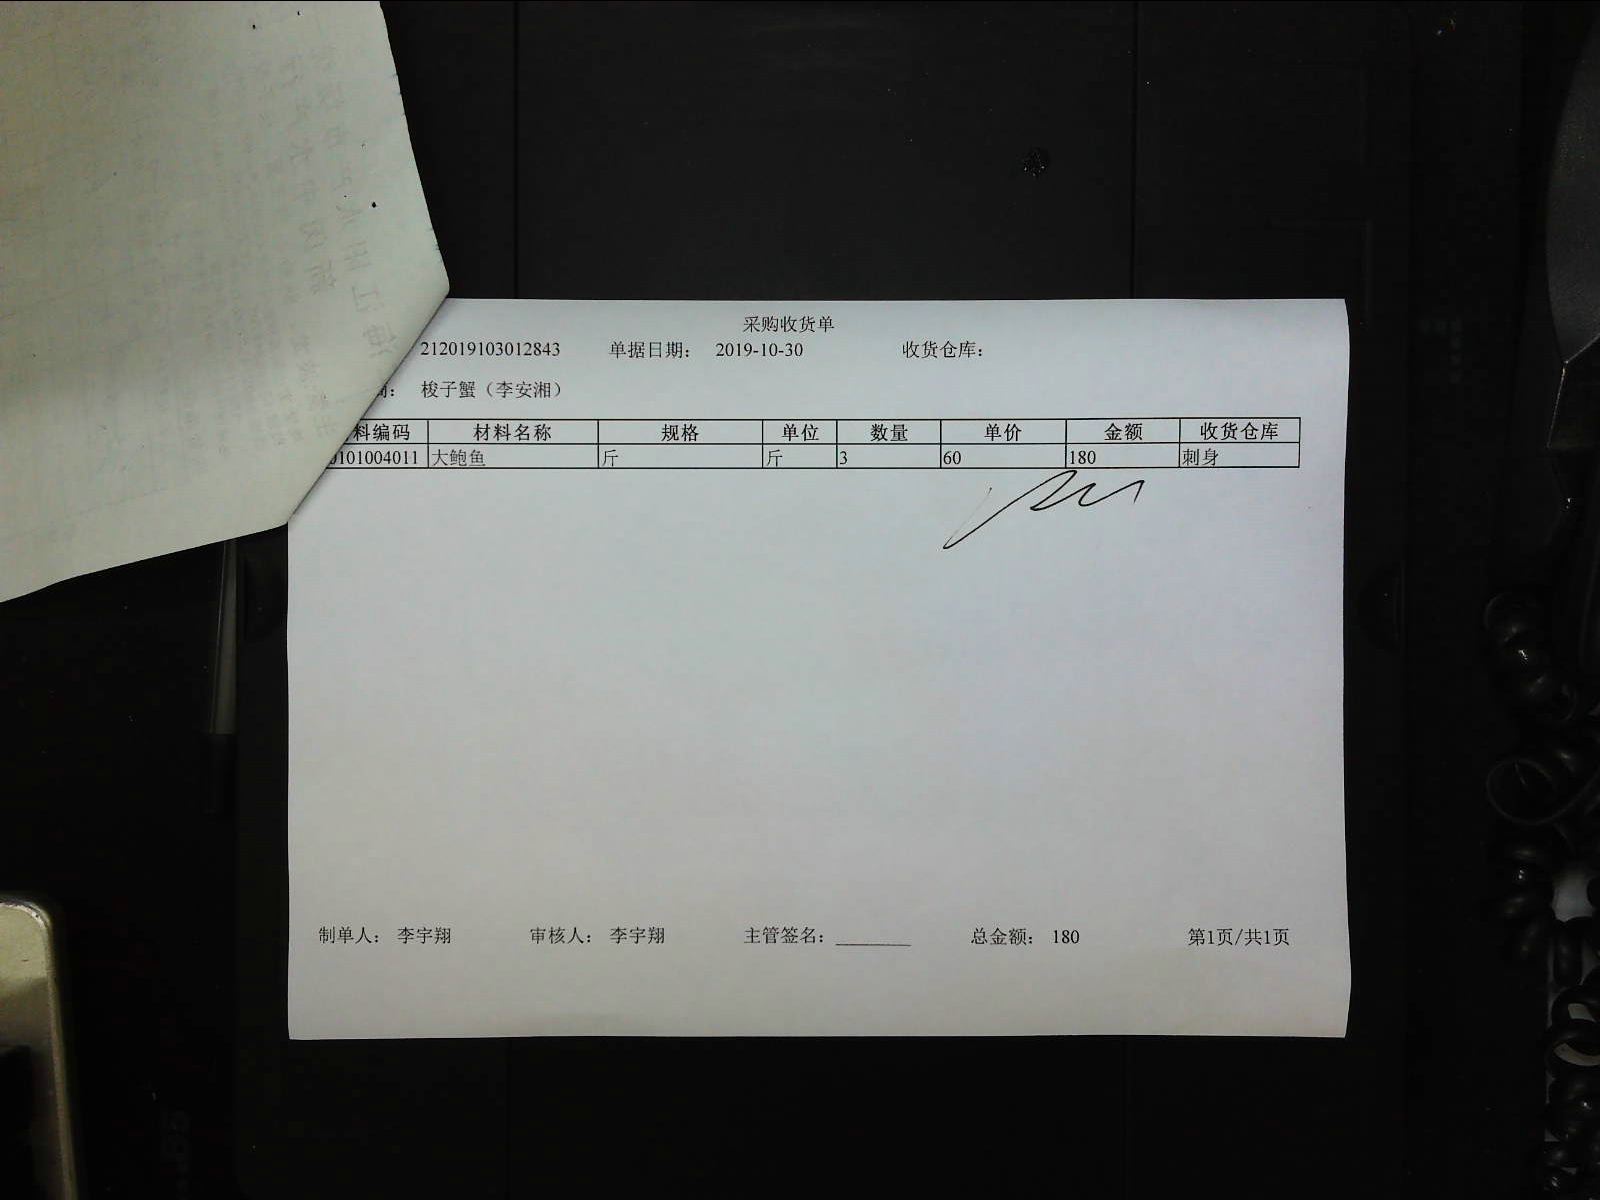 采购收货单
212019103012843 单据日期： 2019-10-30 收货仓库：
梭子蟹（李安湘）
料编码 材料名称 规格 单位 数量 单价 金额 收货仓库
0101004011 大鲍鱼 斤 斤 3 60 180 刺身
制单人： 李宇翔 审核人： 李宇翔 主管签名： ________ 总金额： 180 第1页/共1页